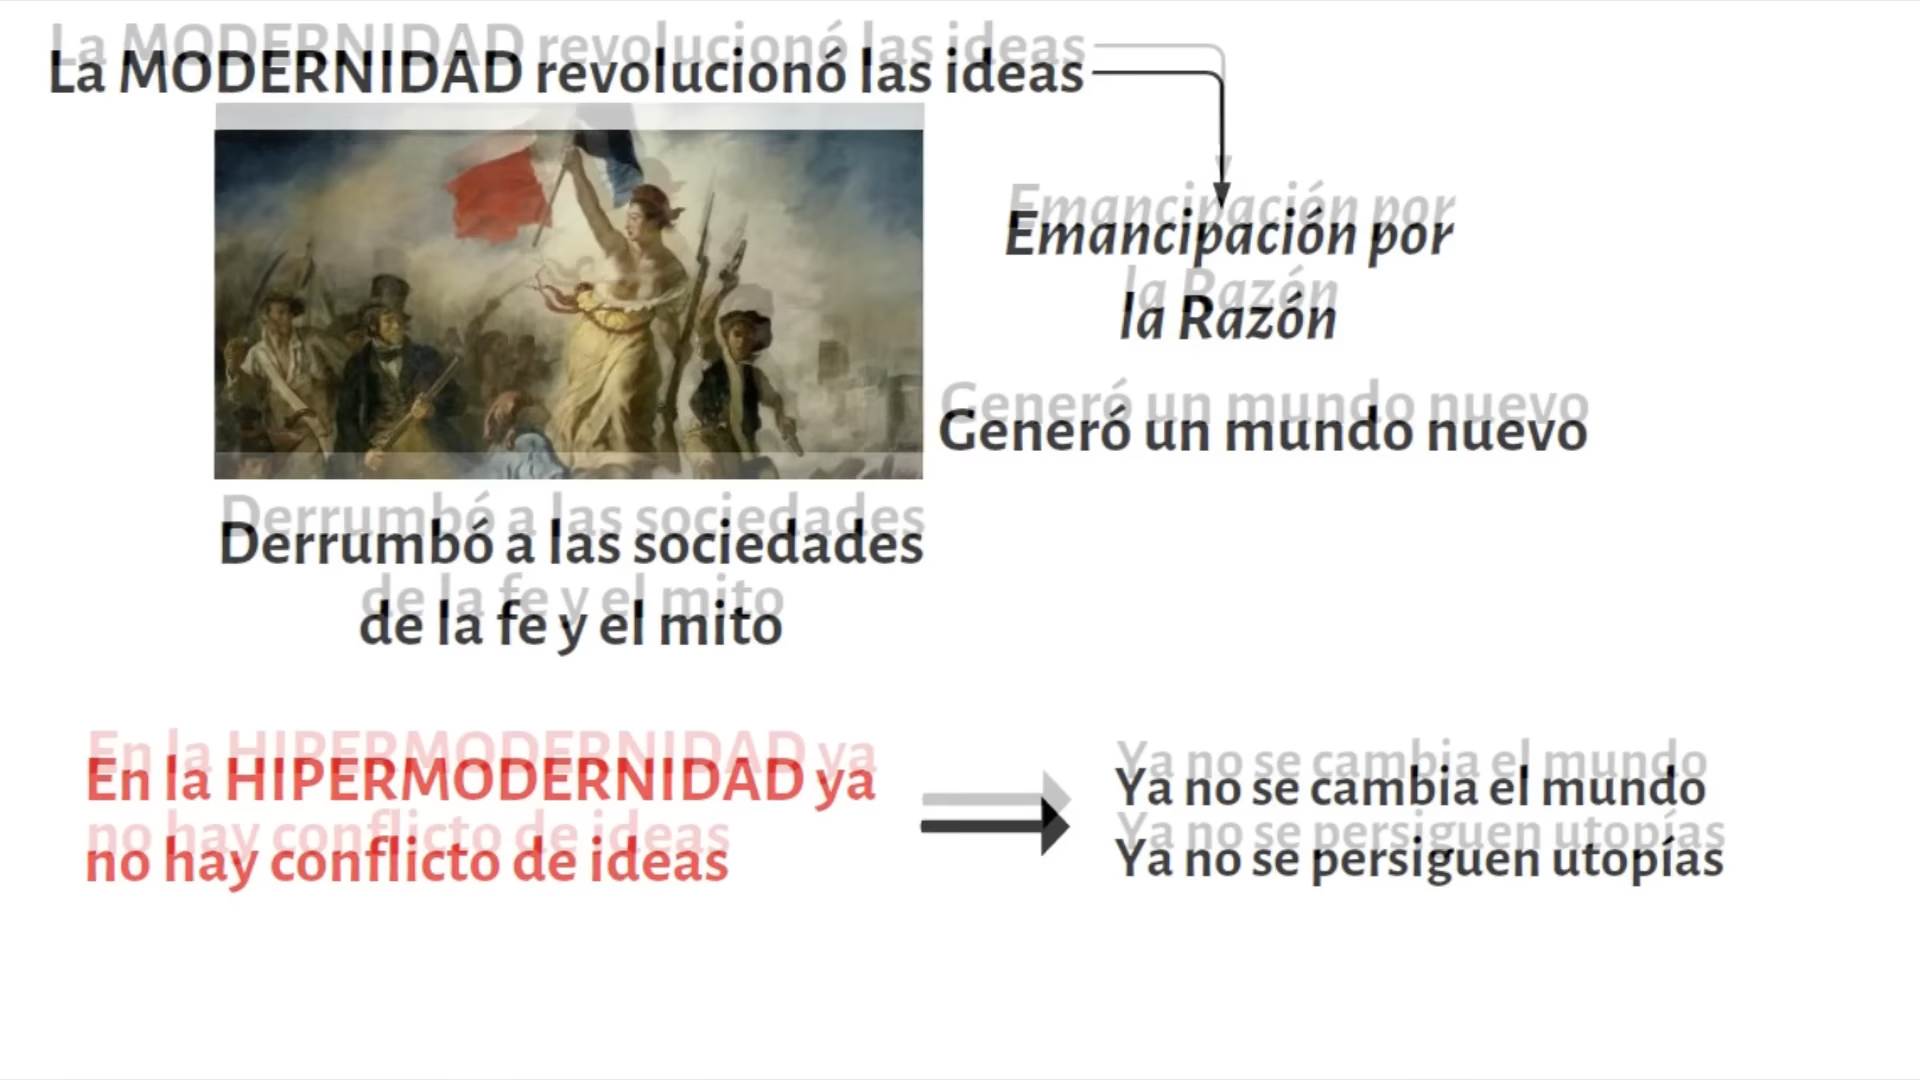 La MODERNIDAD revolucionó las ideas
Emancipación por
la Razón
Generó un mundo nuevo
Derrumbó a las sociedades
de la fe y el mito
En la HIPERMODERNIDAD ya
no hay conflicto de ideas
Ya no se cambia el mundo
Ya no se persiguen utopías